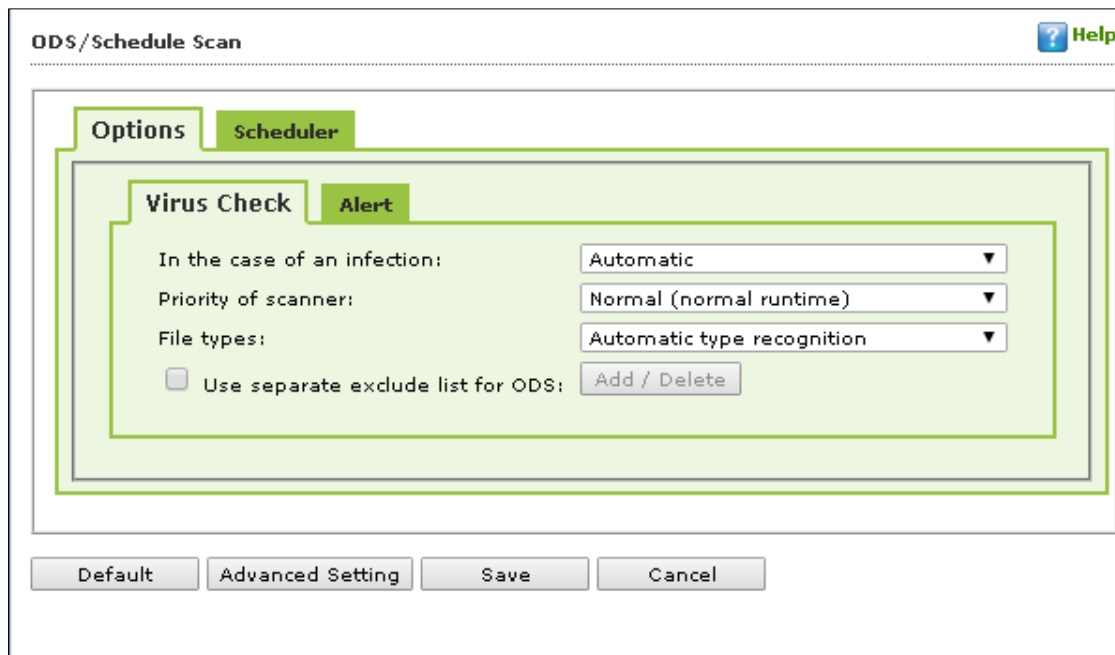 ODS/Schedule Scan
? Help
Options Scheduler
Virus Check Alert
In the case of an infection: Automatic
Priority of scanner: Normal (normal runtime)
File types: Automatic type recognition
Use separate exclude list for ODS: Add / Delete
Default Advanced Setting Save Cancel